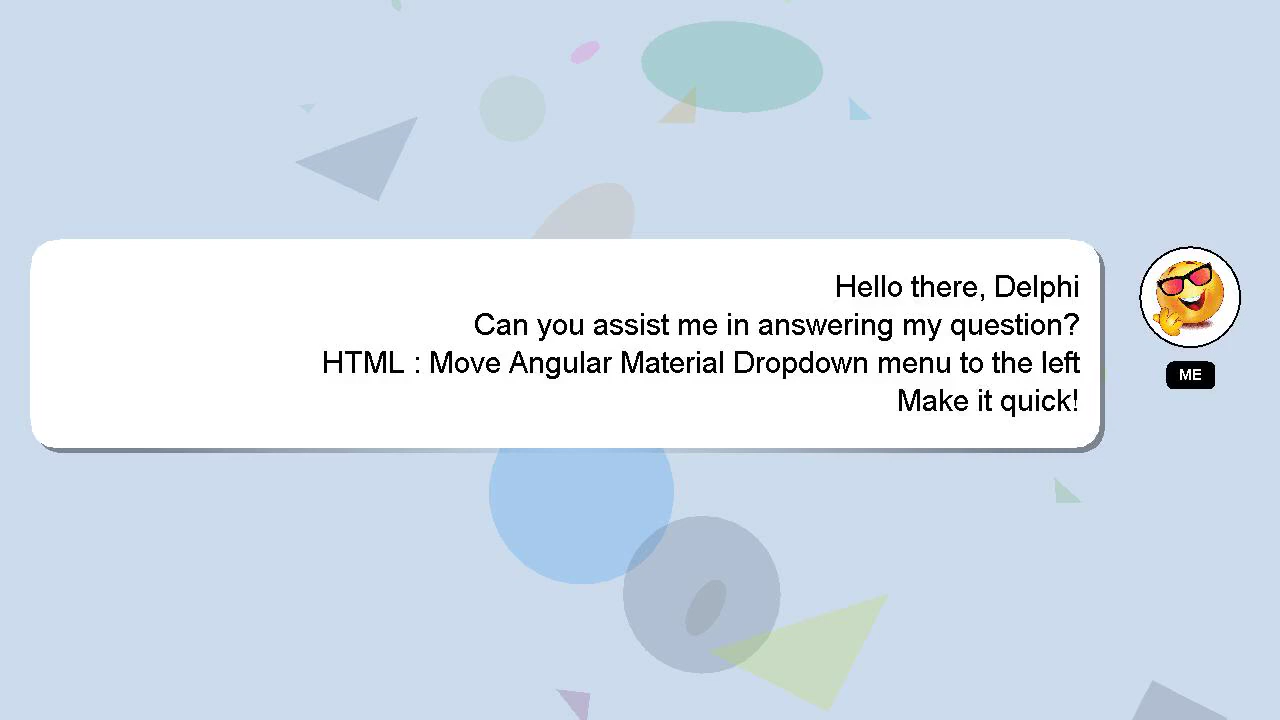 Hello there, Delphi
Can you assist me in answering my question?
HTML : Move Angular Material Dropdown menu to the left
Make it quick!
ME